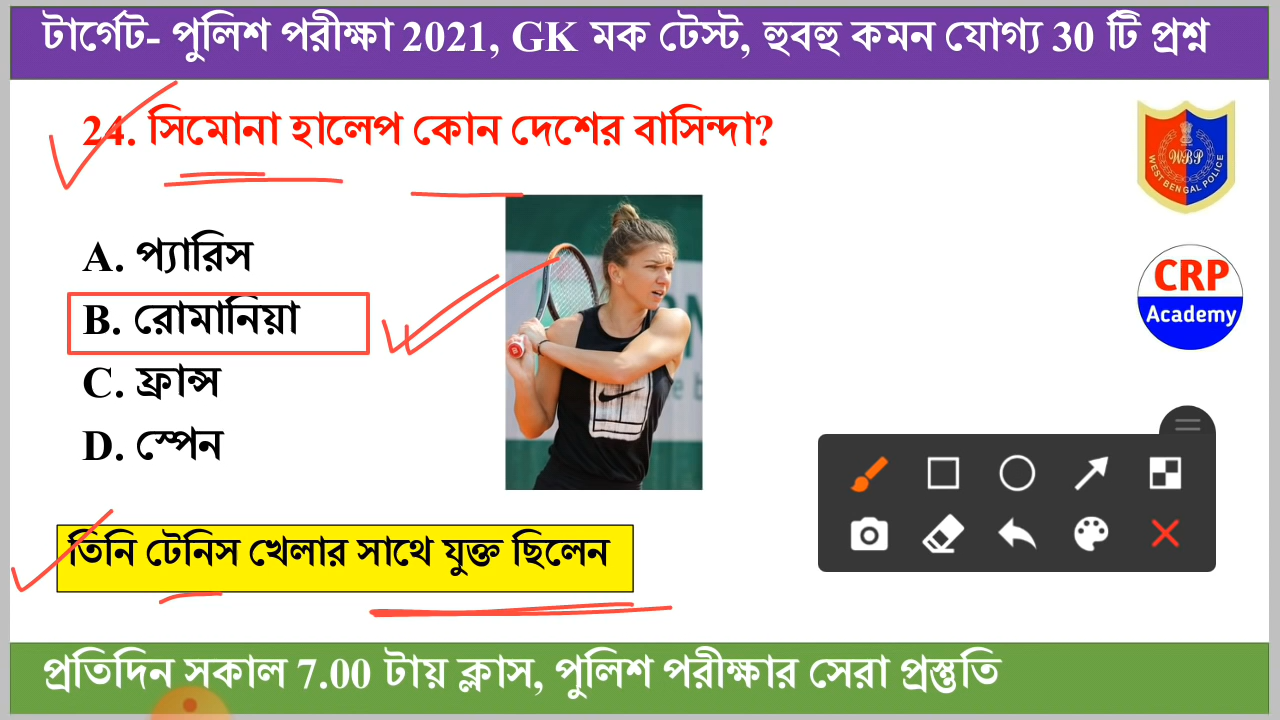 টার্গেট- পুলিশ পরীক্ষা 2021, GK মক টেস্ট, হুবহু কমন যোগ্য 30 টি প্রশ্ন
24. সিমোনা হালেপ কোন দেশের বাসিন্দা?
A. প্যারিস
B. রোমানিয়া
C. ফ্রান্স
D. স্পেন
WBP
WEST BENGAL POLICE
CRP
Academy
তিনি টেনিস খেলার সাথে যুক্ত ছিলেন
প্রতিদিন সকাল 7.00 টায় ক্লাস, পুলিশ পরীক্ষার সেরা প্রস্তুতি